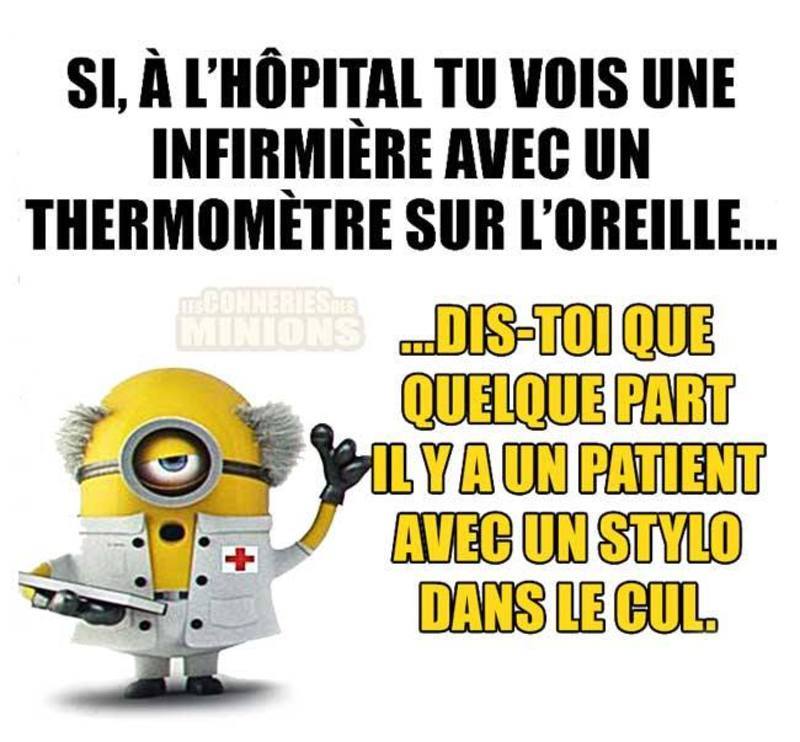 SI, À L'HÔPITAL TU VOIS UNE
INFIRMIÈRE AVEC UN
THERMOMÈTRE SUR L'OREILLE...
LES CONNERIES DES
MINIONS
...DIS-TOI QUE
QUELQUE PART
IL Y A UN PATIENT
AVEC UN STYLO
DANS LE CUL.